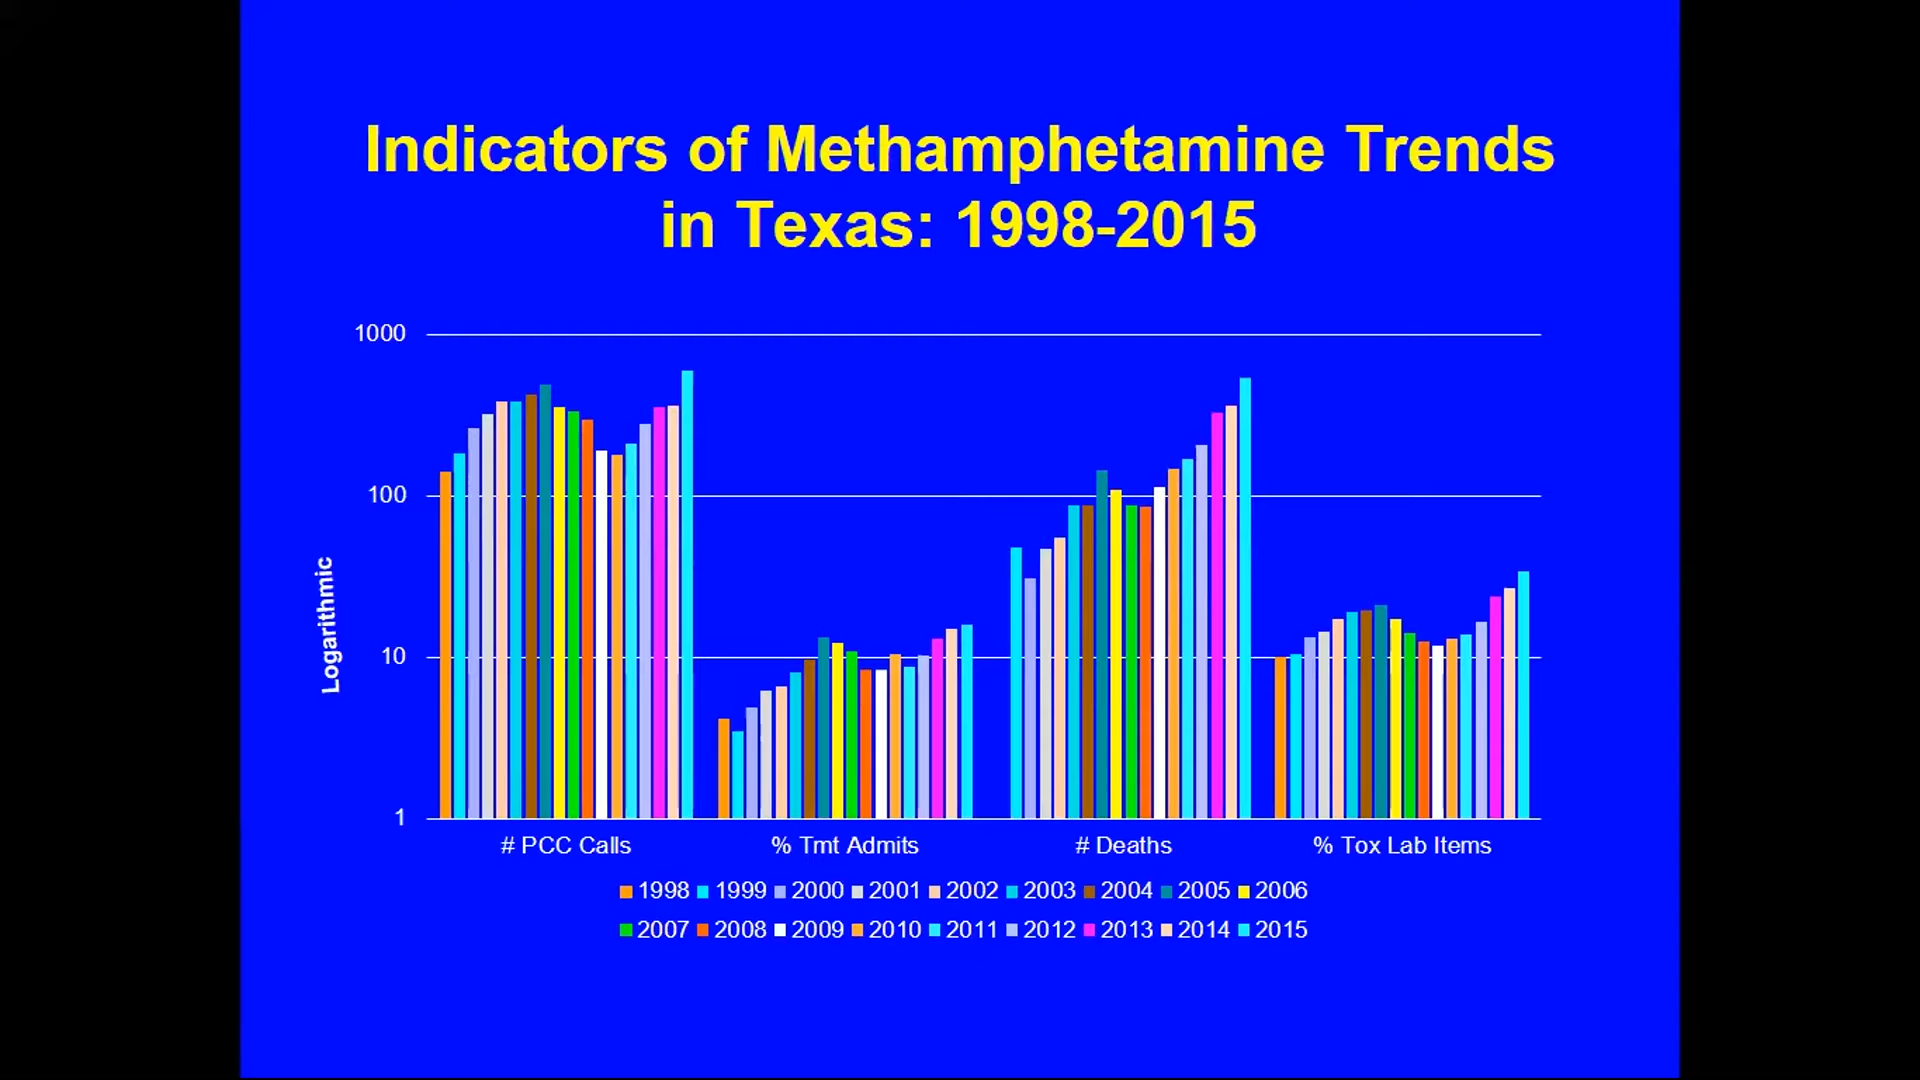 Indicators of Methamphetamine Trends
in Texas: 1998-2015
1000
100
10
1
Logarithmic
# PCC Calls
% Tmt Admits
# Deaths
% Tox Lab Items
1998 1999 2000 2001 2002 2003 2004 2005 2006
2007 2008 2009 2010 2011 2012 2013 2014 2015